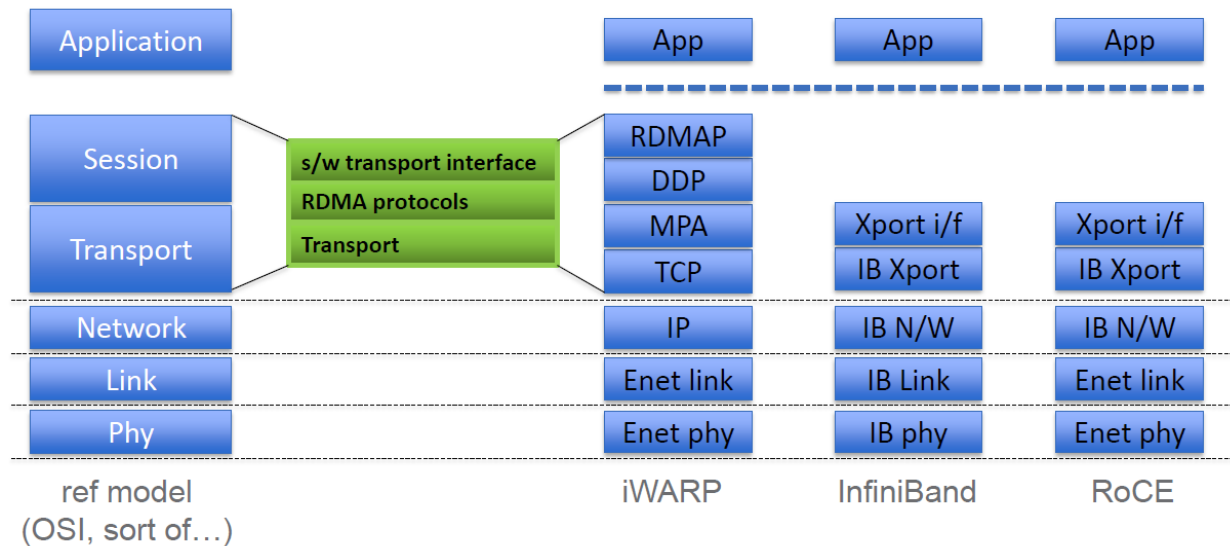 Application
App
App
App
Session
Transport
s/w transport interface
RDMA protocols
Transport
RDMAP
DDP
MPA
TCP
Xport i/f
IB Xport
Xport i/f
IB Xport
Network
IP
IB N/W
IB N/W
Link
Enet link
IB Link
Enet link
Phy
Enet phy
IB phy
Enet phy
ref model
(OSI, sort of…)
iWARP
InfiniBand
RoCE